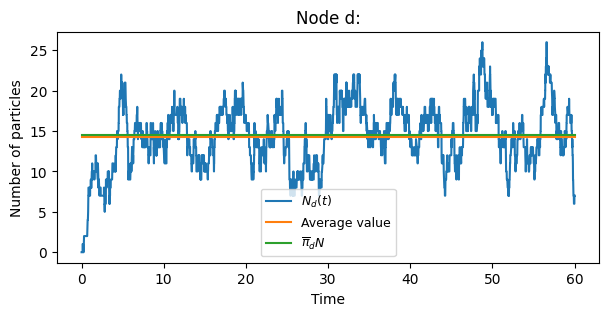 Node d:
Number of particles
25
20
15
10
5
0
N_d(t)
Average value
π̅_dN
0 10 20 30 40 50 60
Time